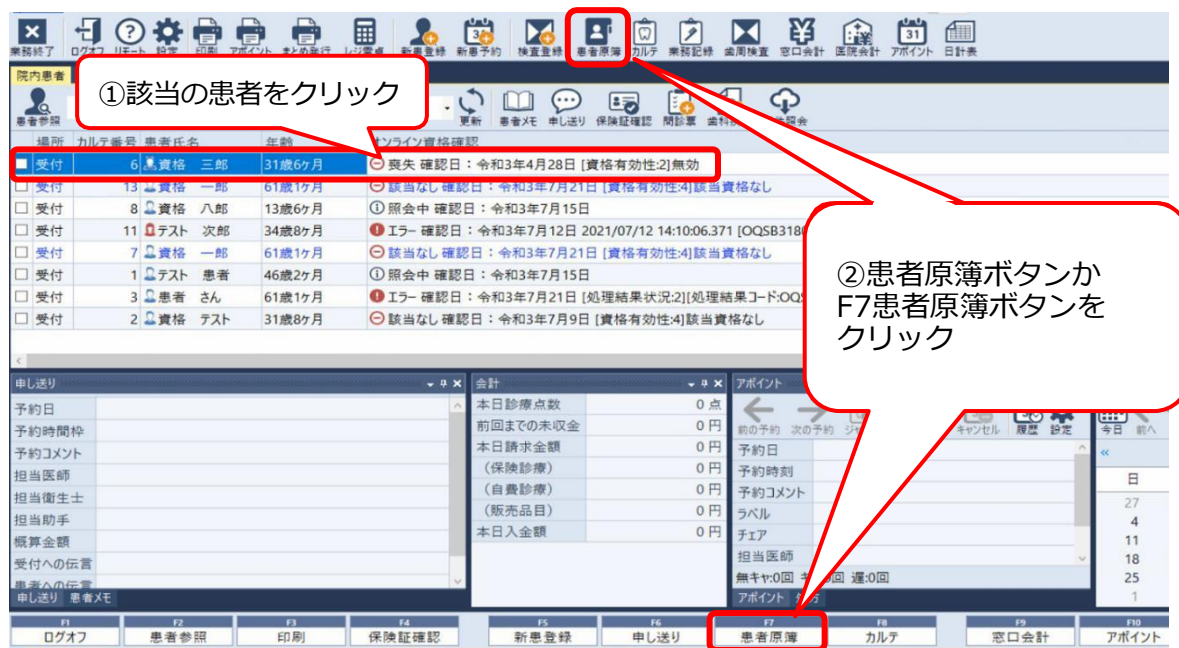 業務終了 ログオフ リモート 設定 印刷 アポイント まとめ発行 レジ電卓 新患登録 新患予約 検査登録 患者原簿 カルテ 業務記録 歯周検査 窓口会計 医院会計 アポイント 日計表
院内患者
①該当の患者をクリック
患者参照 更新 患者メモ 申し送り 保険証確認 問診票
場所 カルテ番号 患者氏名 年齢 オンライン資格確認
受付 6 資格 三郎 31歳6ヶ月 喪失 確認日：令和3年4月28日 [資格有効性:2]無効
受付 13 資格 一郎 61歳1ヶ月 該当なし 確認日：令和3年7月21日 [資格有効性:4]該当資格なし
受付 8 資格 八郎 13歳6ヶ月 照会中 確認日：令和3年7月15日
受付 11 テスト 次郎 34歳8ヶ月 エラー 確認日：令和3年7月12日 2021/07/12 14:10:06.371 [OQSB318
受付 7 資格 一郎 61歳1ヶ月 該当なし 確認日：令和3年7月21日 [資格有効性:4]該当資格なし
受付 1 テスト 患者 46歳2ヶ月 照会中 確認日：令和3年7月15日
受付 3 患者 さん 61歳1ヶ月 エラー 確認日：令和3年7月21日 [処理結果状況:2][処理結果コード:OQS
受付 2 資格 テスト 31歳8ヶ月 該当なし 確認日：令和3年7月9日 [資格有効性:4]該当資格なし
②患者原簿ボタンか
F7患者原簿ボタンを
クリック
申し送り
予約日
予約時間枠
予約コメント
担当医師
担当衛生士
担当助手
概算金額
受付への伝言
患者への伝言
申し送り 患者メモ
会計
本日診療点数 0 点
前回までの未収金 0 円
本日請求金額 0 円
（保険診療） 0 円
（自費診療） 0 円
（販売品目） 0 円
本日入金額 0 円
アポイント
前の予約 次の予約 キャンセル 履歴 設定
予約日
予約時刻
予約コメント
ラベル
チェア
担当医師
無キャ:0回 遅:0回
アポイント
今日 前へ
日
27
4
11
18
25
1
F1 F2 F3 F4 F5 F6 F7 F8 F9 F10
ログオフ 患者参照 印刷 保険証確認 新患登録 申し送り 患者原簿 カルテ 窓口会計 アポイント